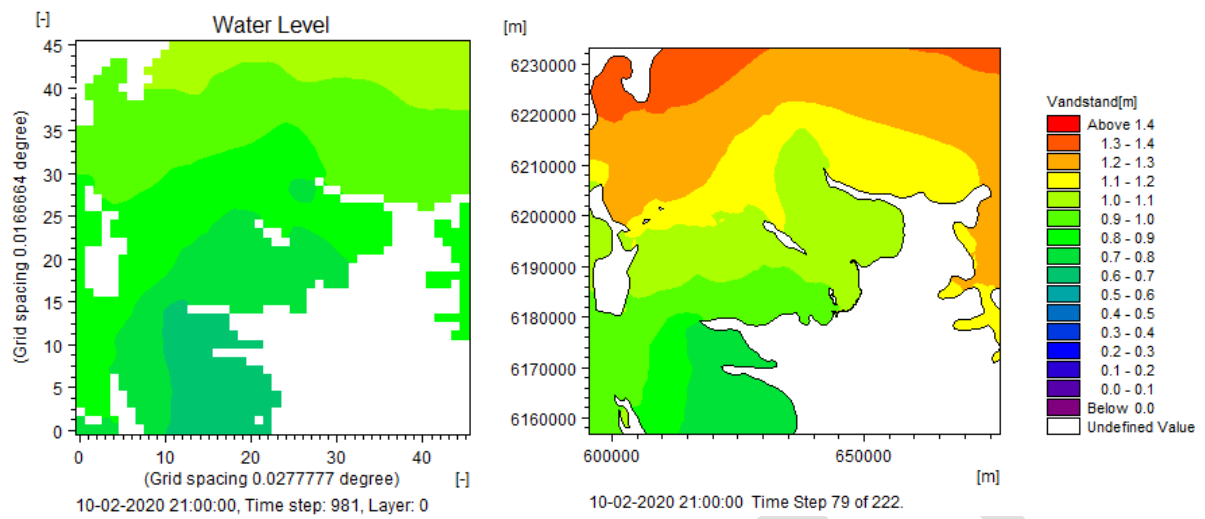 [-]
Water Level
45
40
35
30
25
20
15
10
5
0
(Grid spacing 0.0166664 degree)
0
10
20
30
40
(Grid spacing 0.0277777 degree)
[-]
10-02-2020 21:00:00, Time step: 981, Layer: 0
[m]
6230000
6220000
6210000
6200000
6190000
6180000
6170000
6160000
600000
650000
[m]
10-02-2020 21:00:00 Time Step 79 of 222.
Vandstand[m]
Above 1.4
1.3 - 1.4
1.2 - 1.3
1.1 - 1.2
1.0 - 1.1
0.9 - 1.0
0.8 - 0.9
0.7 - 0.8
0.6 - 0.7
0.5 - 0.6
0.4 - 0.5
0.3 - 0.4
0.2 - 0.3
0.1 - 0.2
0.0 - 0.1
Below 0.0
Undefined Value